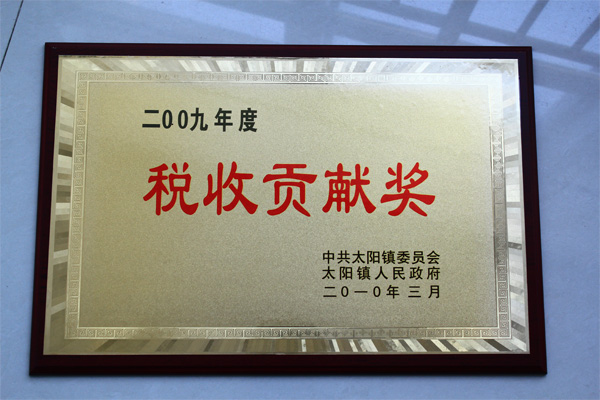 二00九年度
税收贡献奖
中共太阳镇委员会
太阳镇人民政府
二0一0年三月